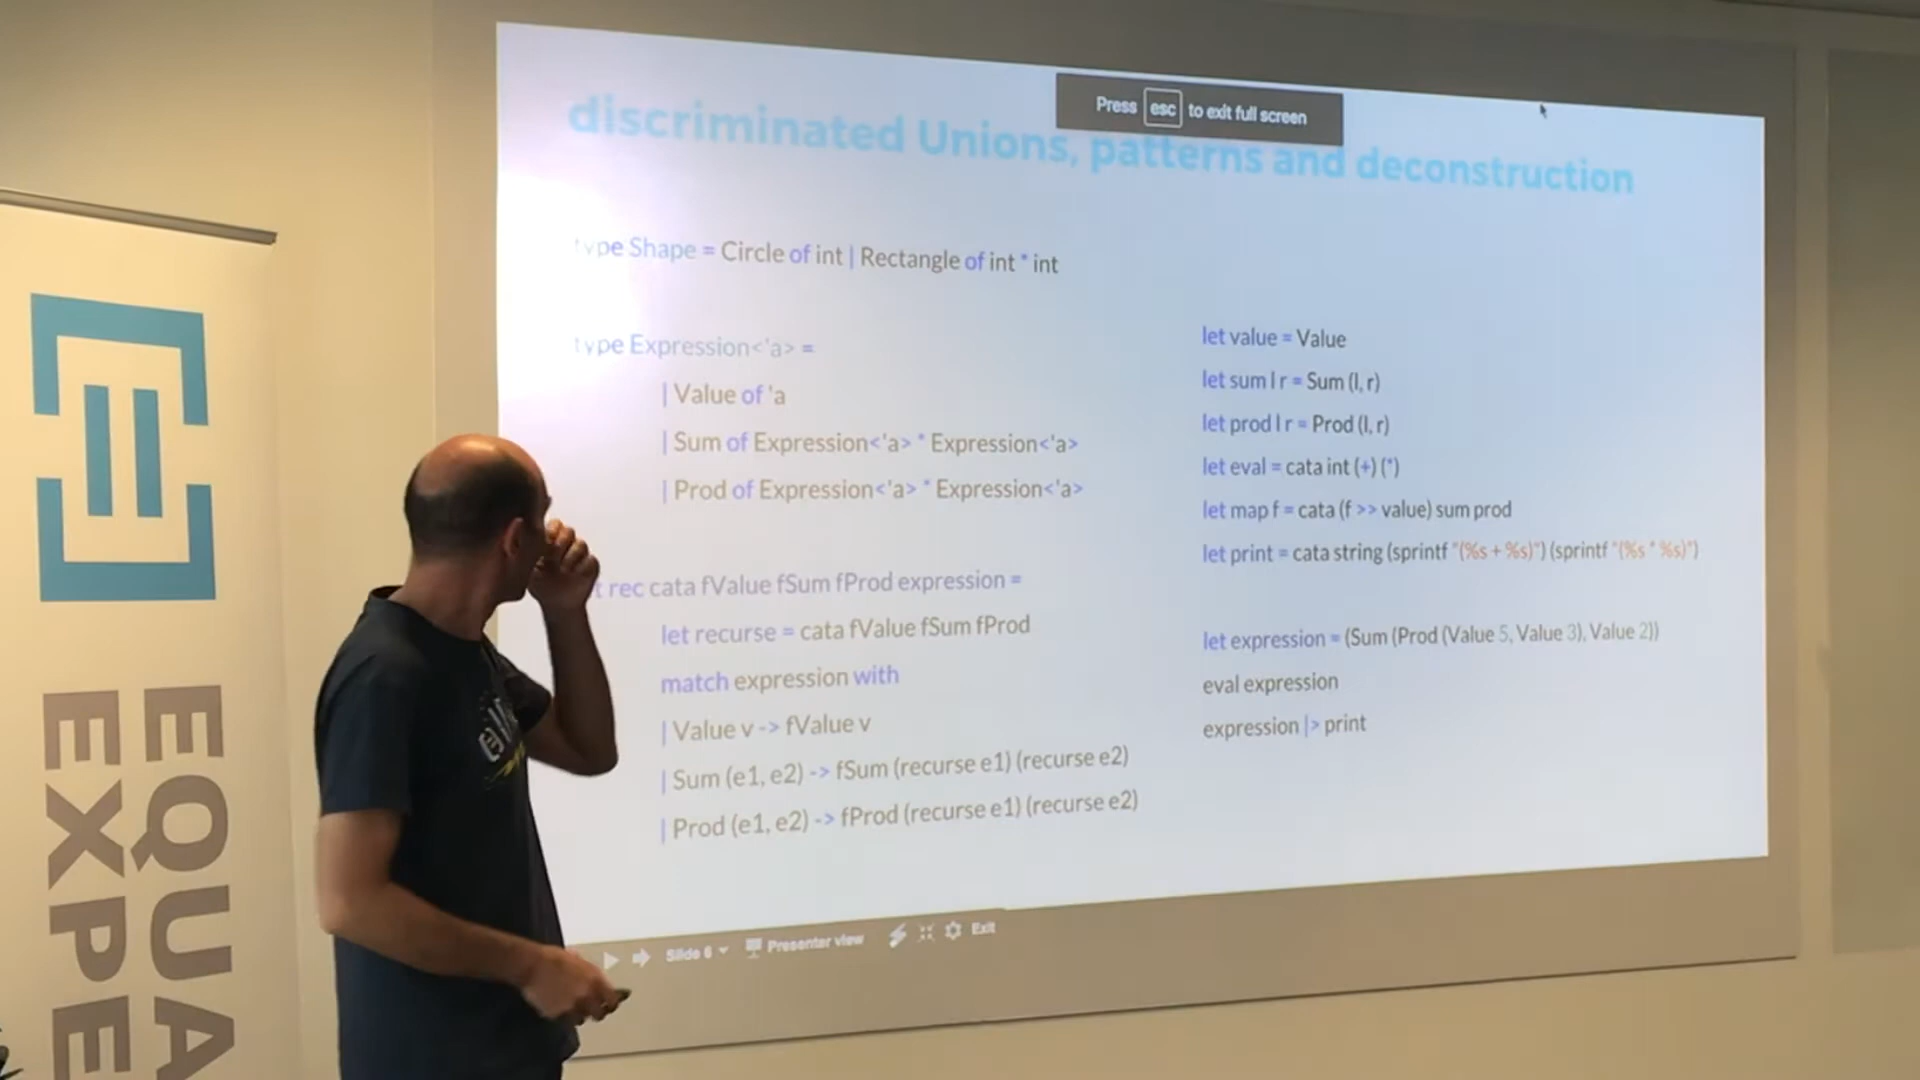 Press esc to exit full screen
discriminated Unions, patterns and deconstruction
type Shape = Circle of int | Rectangle of int * int
type Expression<'a> =
| Value of 'a
| Sum of Expression<'a> * Expression<'a>
| Prod of Expression<'a> * Expression<'a>
t rec cata fValue fSum fProd expression =
let recurse = cata fValue fSum fProd
match expression with
| Value v -> fValue v
| Sum (e1, e2) -> fSum (recurse e1) (recurse e2)
| Prod (e1, e2) -> fProd (recurse e1) (recurse e2)
let value = Value
let sum l r = Sum (l, r)
let prod l r = Prod (l, r)
let eval = cata int (+) (*)
let map f = cata (f >> value) sum prod
let print = cata string (sprintf "(%s + %s)") (sprintf "(%s * %s)")
let expression = (Sum (Prod (Value 5, Value 3), Value 2))
eval expression
expression |> print
Slide 6 Presenter view Exit
EQUA
EXPE